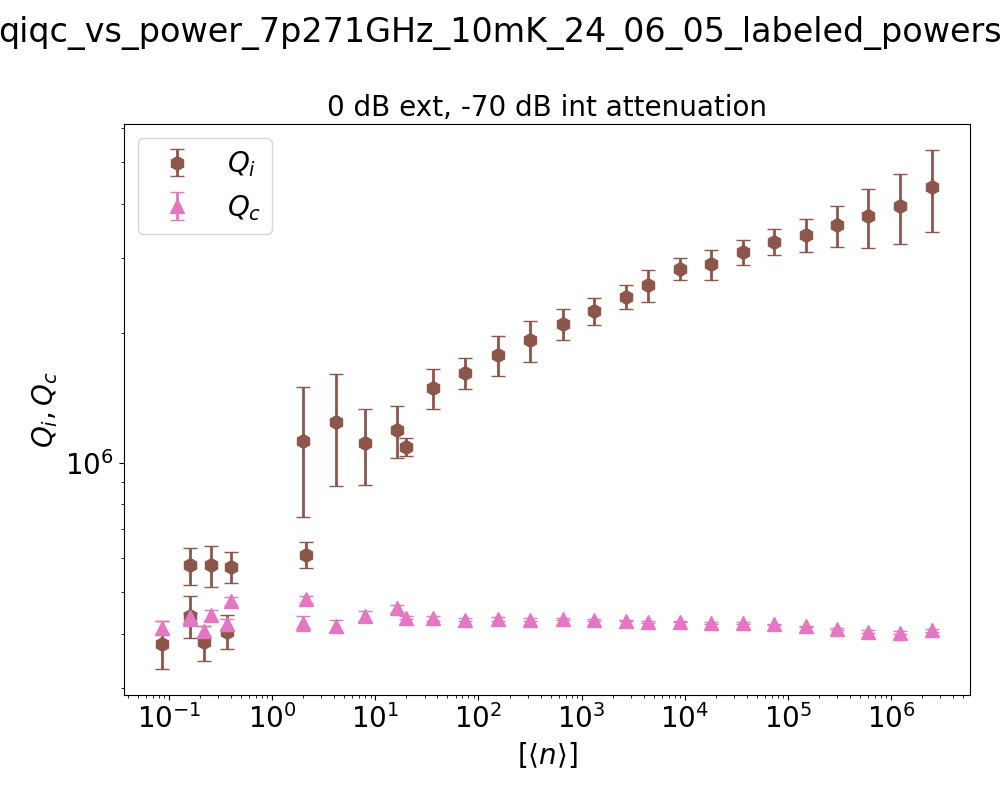 qiqc_vs_power_7p271GHz_10mK_24_06_05_labeled_powers
0 dB ext, -70 dB int attenuation
Q_i
Q_c
Q_i, Q_c
10^6
10^{-1} 10^0 10^1 10^2 10^3 10^4 10^5 10^6
[⟨n⟩]